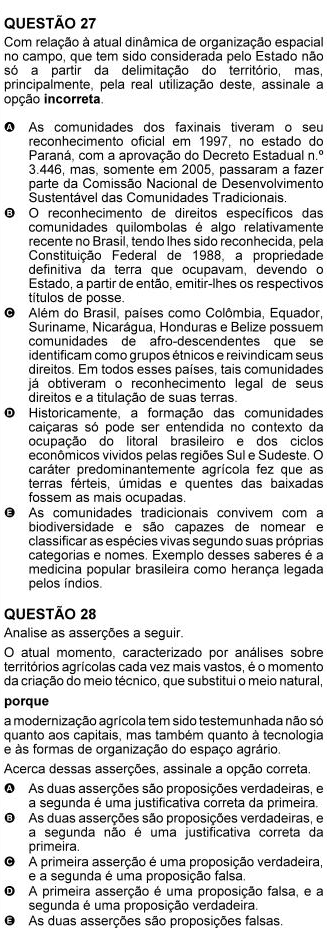 QUESTÃO 27
Com relação à atual dinâmica de organização espacial
no campo, que tem sido considerada pelo Estado não
só a partir da delimitação do território, mas,
principalmente, pela real utilização deste, assinale a
opção incorreta.
A As comunidades dos faxinais tiveram o seu
reconhecimento oficial em 1997, no estado do
Paraná, com a aprovação do Decreto Estadual n.º
3.446, mas, somente em 2005, passaram a fazer
parte da Comissão Nacional de Desenvolvimento
Sustentável das Comunidades Tradicionais.
B O reconhecimento de direitos específicos das
comunidades quilombolas é algo relativamente
recente no Brasil, tendo lhes sido reconhecida, pela
Constituição Federal de 1988, a propriedade
definitiva da terra que ocupavam, devendo o
Estado, a partir de então, emitir-lhes os respectivos
títulos de posse.
C Além do Brasil, países como Colômbia, Equador,
Suriname, Nicarágua, Honduras e Belize possuem
comunidades de afro-descendentes que se
identificam como grupos étnicos e reivindicam seus
direitos. Em todos esses países, tais comunidades
já obtiveram o reconhecimento legal de seus
direitos e a titulação de suas terras.
D Historicamente, a formação das comunidades
caiçaras só pode ser entendida no contexto da
ocupação do litoral brasileiro e dos ciclos
econômicos vividos pelas regiões Sul e Sudeste. O
caráter predominantemente agrícola fez que as
terras férteis, úmidas e quentes das baixadas
fossem as mais ocupadas.
E As comunidades tradicionais convivem com a
biodiversidade e são capazes de nomear e
classificar as espécies vivas segundo suas próprias
categorias e nomes. Exemplo desses saberes é a
medicina popular brasileira como herança legada
pelos índios.
QUESTÃO 28
Analise as asserções a seguir.
O atual momento, caracterizado por análises sobre
territórios agrícolas cada vez mais vastos, é o momento
da criação do meio técnico, que substitui o meio natural,
porque
a modernização agrícola tem sido testemunhada não só
quanto aos capitais, mas também quanto à tecnologia
e às formas de organização do espaço agrário.
Acerca dessas asserções, assinale a opção correta.
A As duas asserções são proposições verdadeiras, e
a segunda é uma justificativa correta da primeira.
B As duas asserções são proposições verdadeiras, e
a segunda não é uma justificativa correta da
primeira.
C A primeira asserção é uma proposição verdadeira,
e a segunda é uma proposição falsa.
D A primeira asserção é uma proposição falsa, e a
segunda é uma proposição verdadeira.
E As duas asserções são proposições falsas.